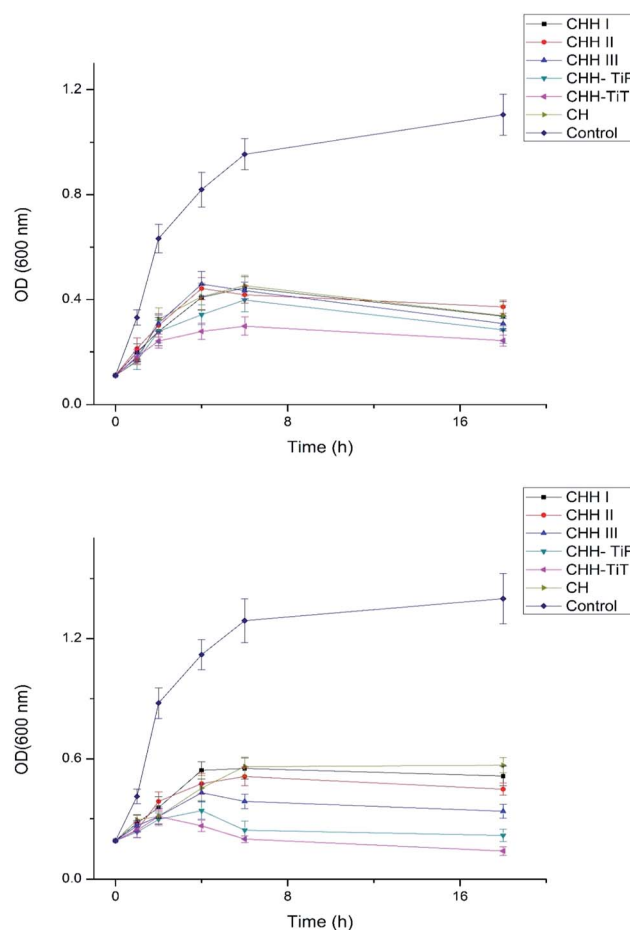 CHH I
CHH II
CHH III
CHH- TiP
CHH-TiT
CH
Control
1.2
0.8
0.4
0.0
OD (600 nm)
0
8
16
Time (h)
CHH I
CHH II
CHH III
CHH- TiP
CHH-TiT
CH
Control
1.2
0.6
0.0
OD(600 nm)
0
8
16
Time (h)